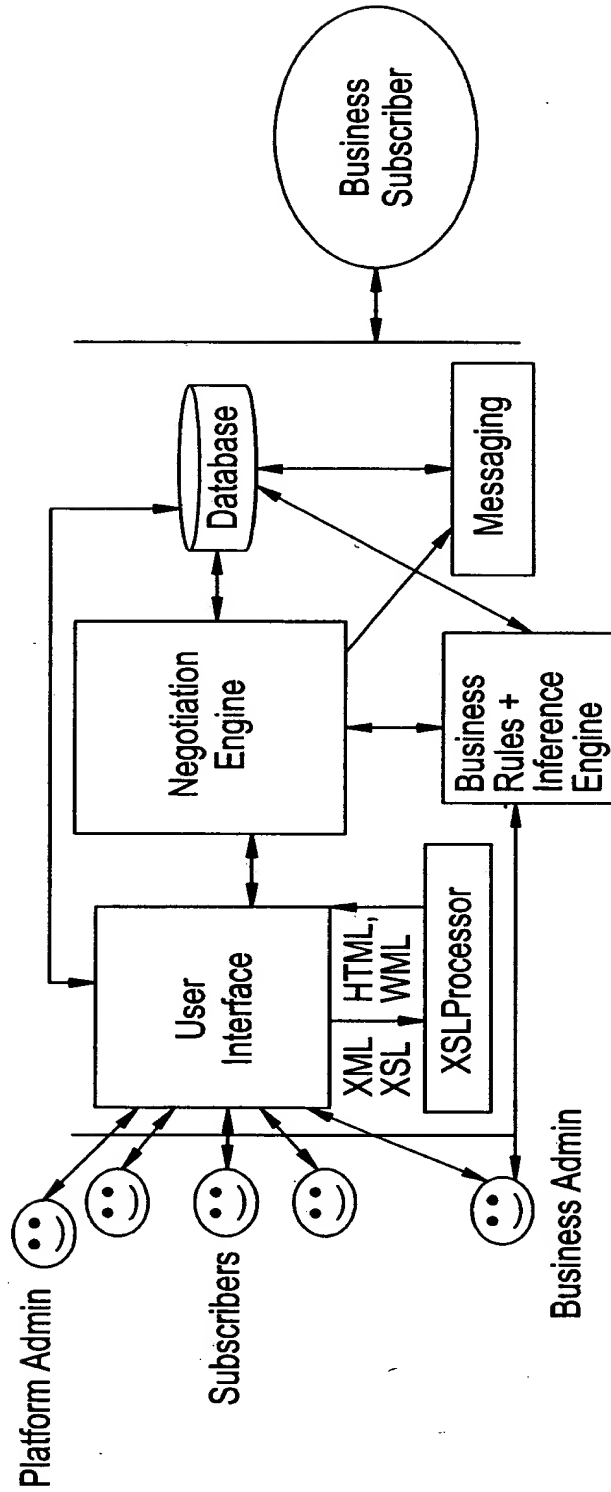 Platform Admin
Subscribers
Business Admin
User
Interface
XML
XSL
HTML,
WML
XSLProcessor
Negotiation
Engine
Business
Rules +
Inference
Engine
Database
Messaging
Business
Subscriber